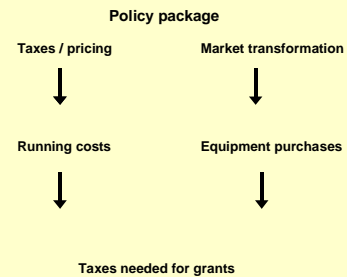 Policy package
Taxes / pricing Market transformation
Running costs Equipment purchases
Taxes needed for grants